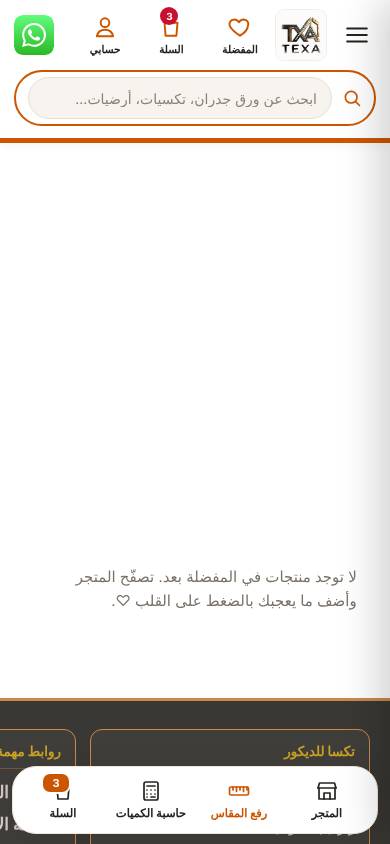 TEXA
المفضلة
3
السلة
حسابي
ابحث عن ورق جدران، تكسيات، أرضيات...
لا توجد منتجات في المفضلة بعد. تصفّح المتجر
وأضف ما يعجبك بالضغط على القلب ♡.
تكسا للديكور
روابط مهمة
المتجر
رفع المقاس
حاسبة الكميات
3
السلة